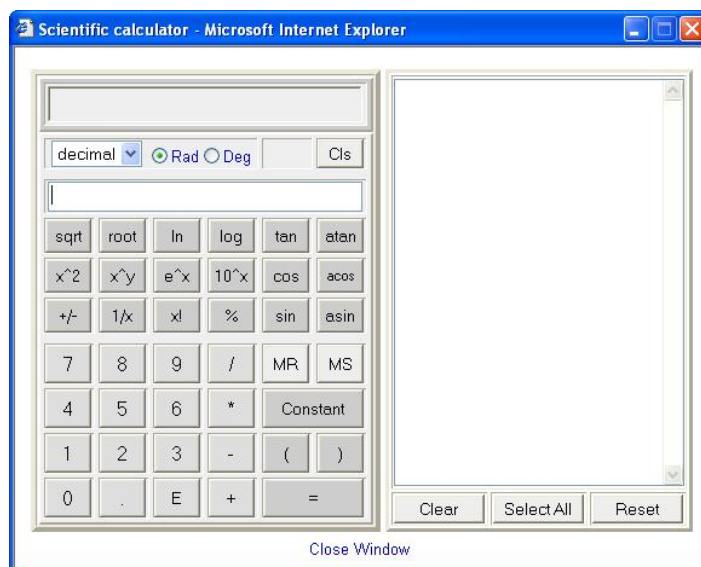 Scientific calculator - Microsoft Internet Explorer
decimal Rad Deg Cls
sqrt root ln log tan atan
x^2 x^y e^x 10^x cos acos
+/- 1/x x! % sin asin
7 8 9 / MR MS
4 5 6 * Constant
1 2 3 - ( )
0 . E + =
Clear Select All Reset
Close Window